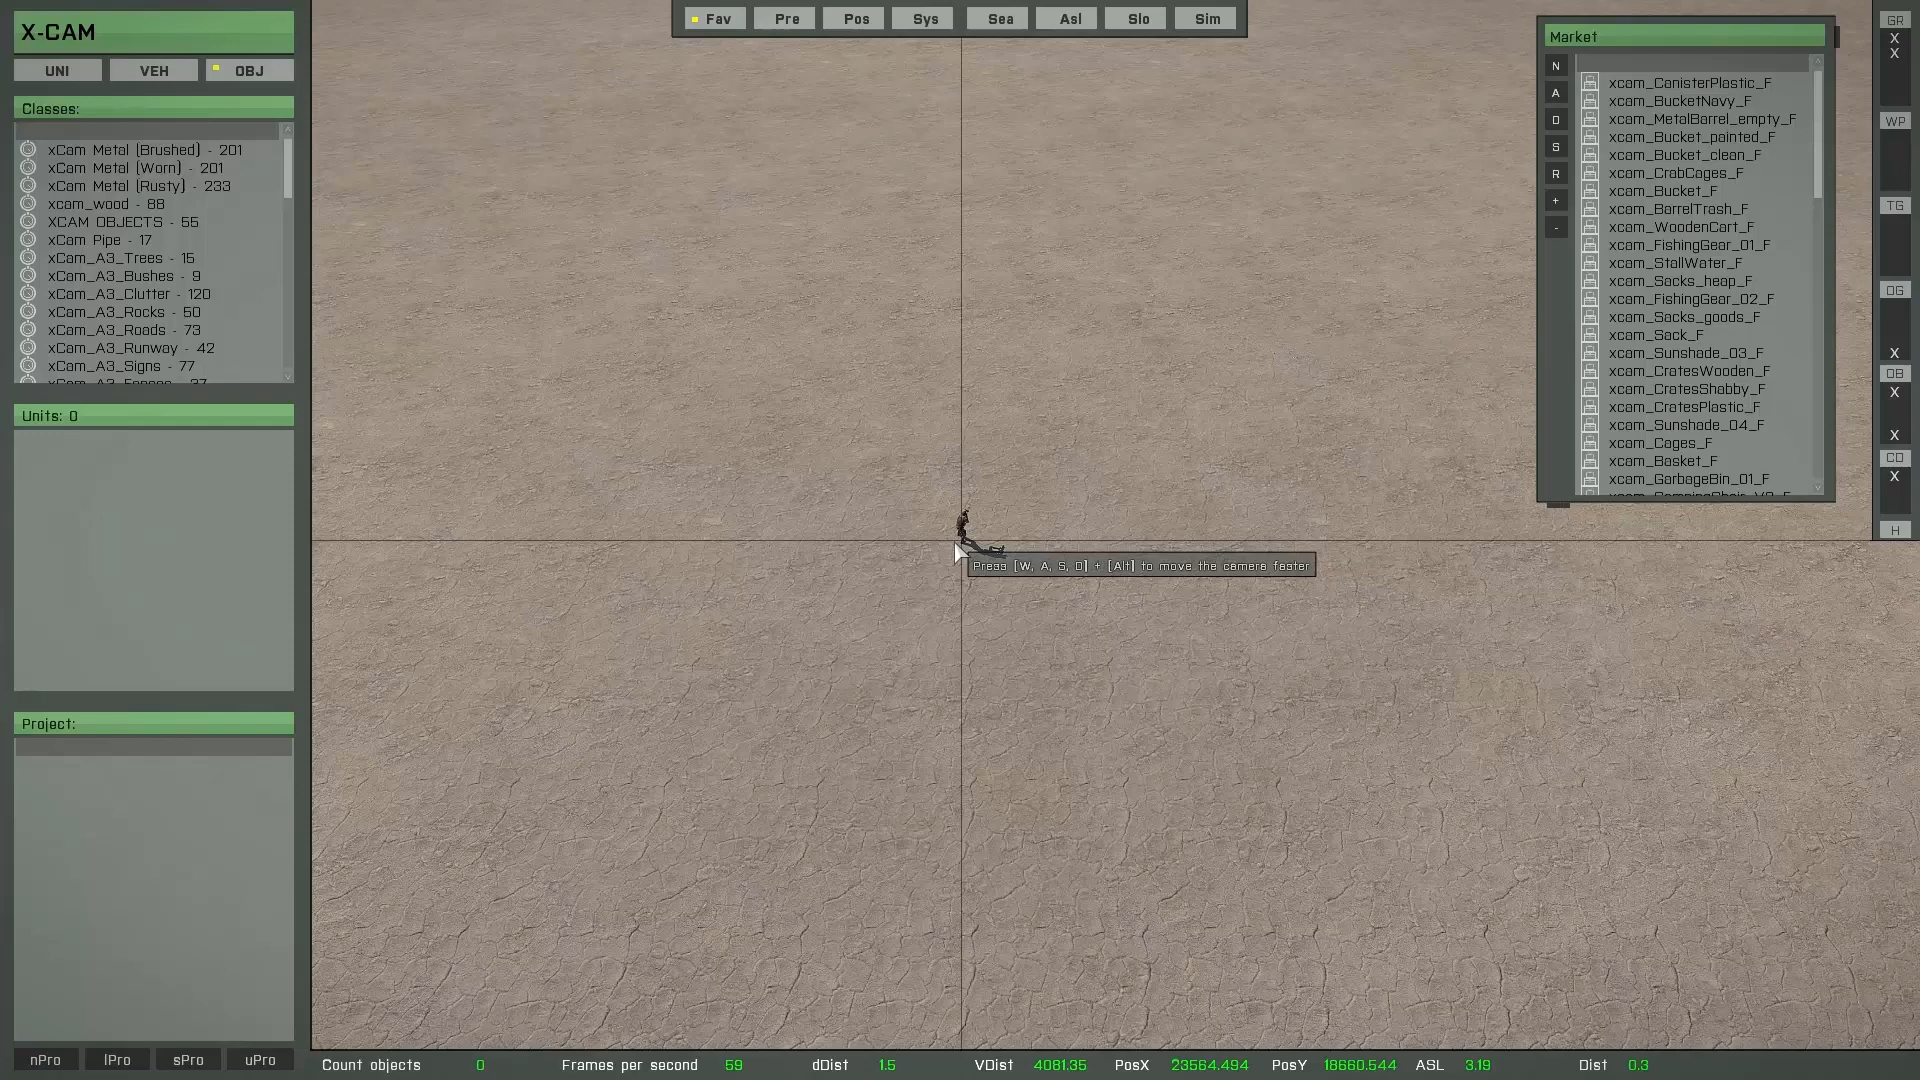 X-CAM
UNI VEH OBJ
Classes:
xCam Metal (Brushed) - 201
xCam Metal (Worn) - 201
xCam Metal (Rusty) - 233
xcam_wood - 88
XCAM OBJECTS - 55
xCam Pipe - 17
xCam_A3_Trees - 15
xCam_A3_Bushes - 9
xCam_A3_Clutter - 120
xCam_A3_Rocks - 50
xCam_A3_Roads - 73
xCam_A3_Runway - 42
xCam_A3_Signs - 77
Units: 0
Project:
nPro lPro sPro uPro
Fav Pre Pos Sys Sea Asl Slo Sim
Press [W, A, S, D] + [Alt] to move the camera faster
Market
N
A
D
S
R
+
-
xcam_CanisterPlastic_F
xcam_BucketNavy_F
xcam_MetalBarrel_empty_F
xcam_Bucket_painted_F
xcam_Bucket_clean_F
xcam_CrabCages_F
xcam_Bucket_F
xcam_BarrelTrash_F
xcam_WoodenCart_F
xcam_FishingGear_01_F
xcam_StallWater_F
xcam_Sacks_heap_F
xcam_FishingGear_02_F
xcam_Sacks_goods_F
xcam_Sack_F
xcam_Sunshade_03_F
xcam_CratesWooden_F
xcam_CratesShabby_F
xcam_CratesPlastic_F
xcam_Sunshade_04_F
xcam_Cages_F
xcam_Basket_F
xcam_GarbageBin_01_F
GR
X
X
WP
TG
OG
X
OB
X
X
CO
X
H
Count objects 0 Frames per second 59 dDist 1.5 VDist 4081.35 PosX 23564.494 PosY 18660.544 ASL 3.19 Dist 0.3